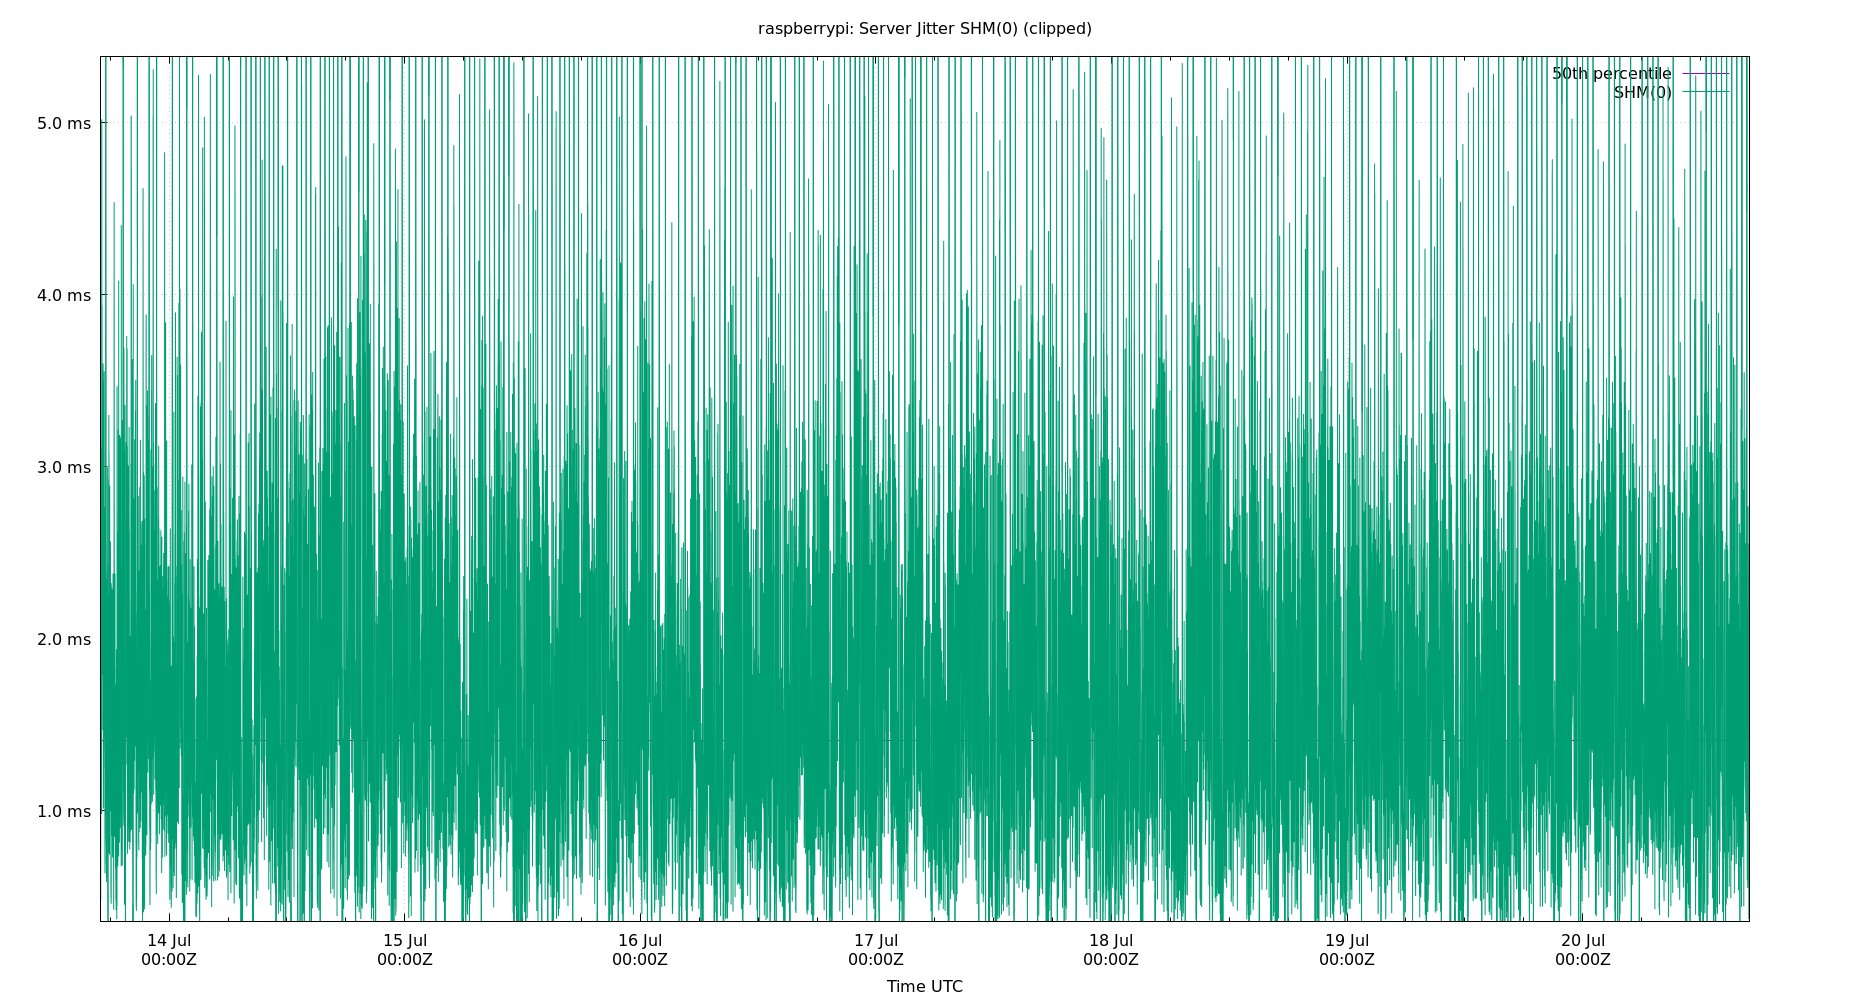 raspberrypi: Server Jitter SHM(0) (clipped)
50th percentile
SHM(0)
5.0 ms
4.0 ms
3.0 ms
2.0 ms
1.0 ms
14 Jul 15 Jul 16 Jul 17 Jul 18 Jul 19 Jul 20 Jul
00:00Z 00:00Z 00:00Z 00:00Z 00:00Z 00:00Z 00:00Z
Time UTC